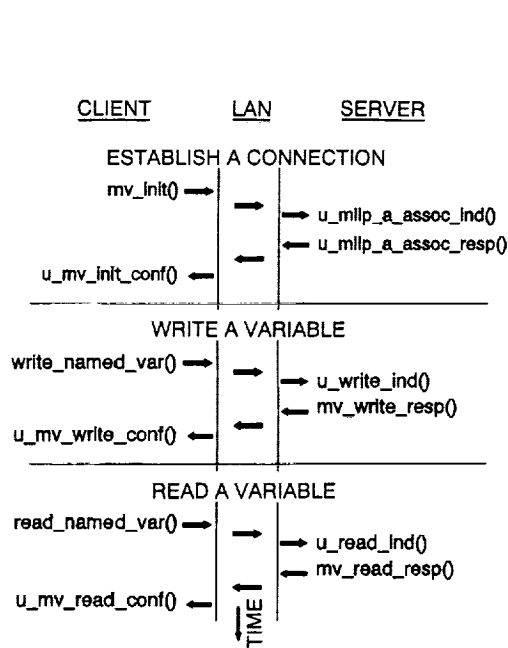 CLIENT LAN SERVER
ESTABLISH A CONNECTION
mv_init()
u_mllp_a_assoc_ind()
u_mllp_a_assoc_resp()
u_mv_init_conf()
WRITE A VARIABLE
write_named_var()
u_write_ind()
mv_write_resp()
u_mv_write_conf()
READ A VARIABLE
read_named_var()
u_read_ind()
mv_read_resp()
u_mv_read_conf()
TIME